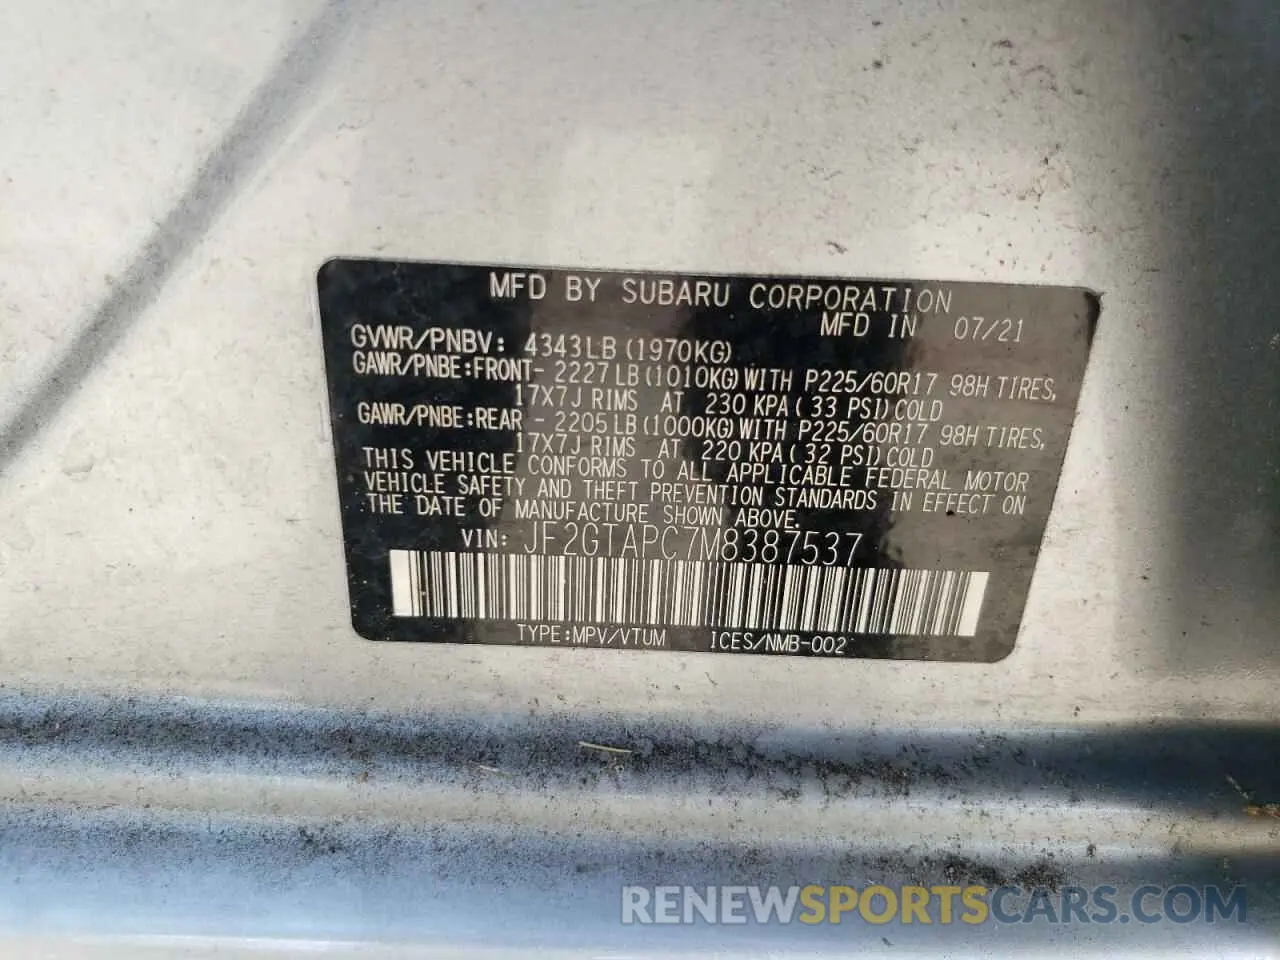 MFD BY SUBARU CORPORATION
MFD IN 07/21
GVWR/PNBV: 4343LB(1970KG)
GAWR/PNBE:FRONT- 2227LB(1010KG)WITH P225/60R17 98H TIRES,
17X7J RIMS AT 230 KPA(33 PSI)COLD
GAWR/PNBE:REAR - 2205LB(1000KG)WITH P225/60R17 98H TIRES,
17X7J RIMS AT 220 KPA(32 PSI)COLD
THIS VEHICLE CONFORMS TO ALL APPLICABLE FEDERAL MOTOR
VEHICLE SAFETY AND THEFT PREVENTION STANDARDS IN EFFECT ON
THE DATE OF MANUFACTURE SHOWN ABOVE.
VIN: JF2GTAPC7M8387537
TYPE:MPV/VTUM ICES/NMB-002
RENEWSPORTSCARS.COM